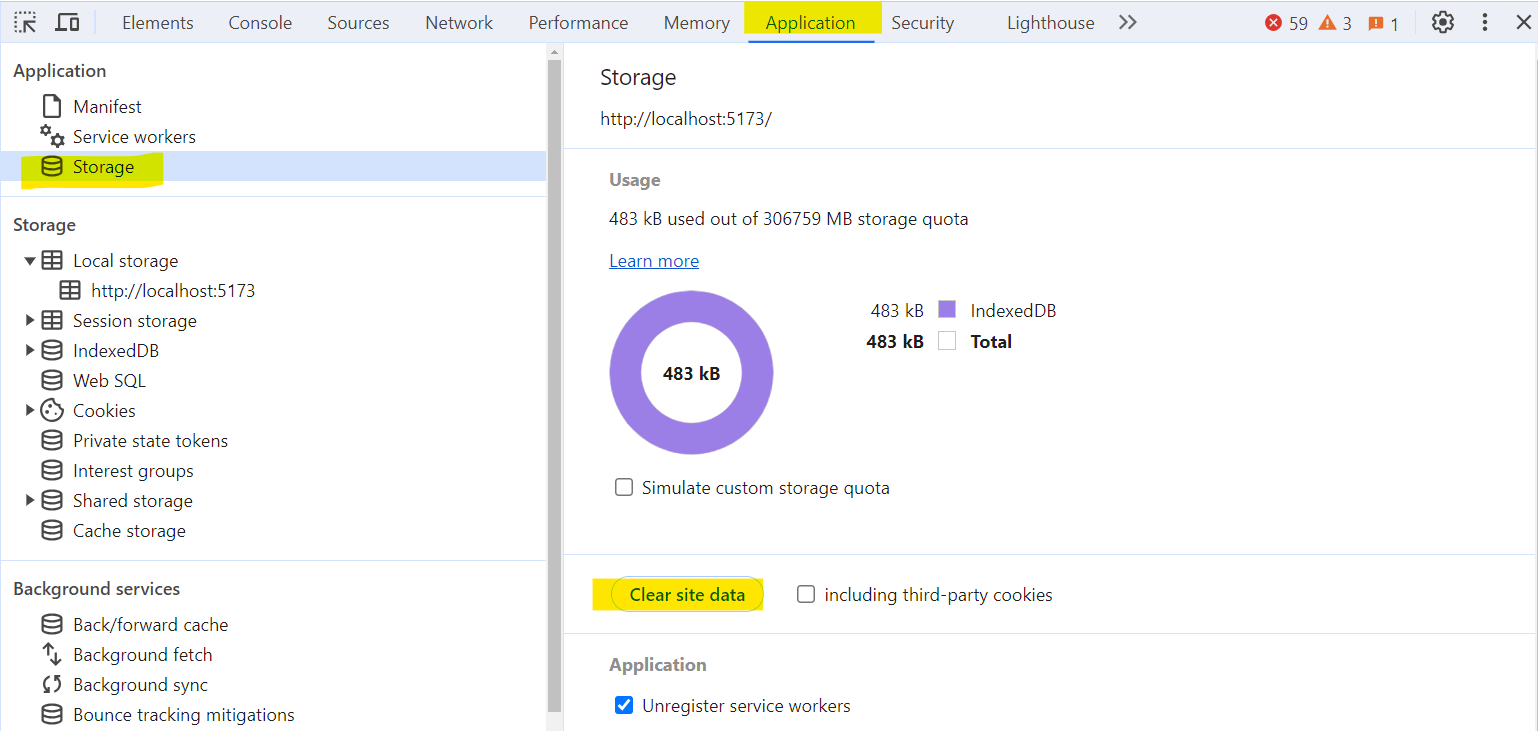 Elements Console Sources Network Performance Memory Application Security Lighthouse 59 3 1
Application
Manifest
Service workers
Storage
Storage
Local storage
http://localhost:5173
Session storage
IndexedDB
Web SQL
Cookies
Private state tokens
Interest groups
Shared storage
Cache storage
Background services
Back/forward cache
Background fetch
Background sync
Bounce tracking mitigations
Storage
http://localhost:5173/
Usage
483 kB used out of 306759 MB storage quota
Learn more
483 kB
483 kB IndexedDB
483 kB Total
Simulate custom storage quota
Clear site data including third-party cookies
Application
Unregister service workers